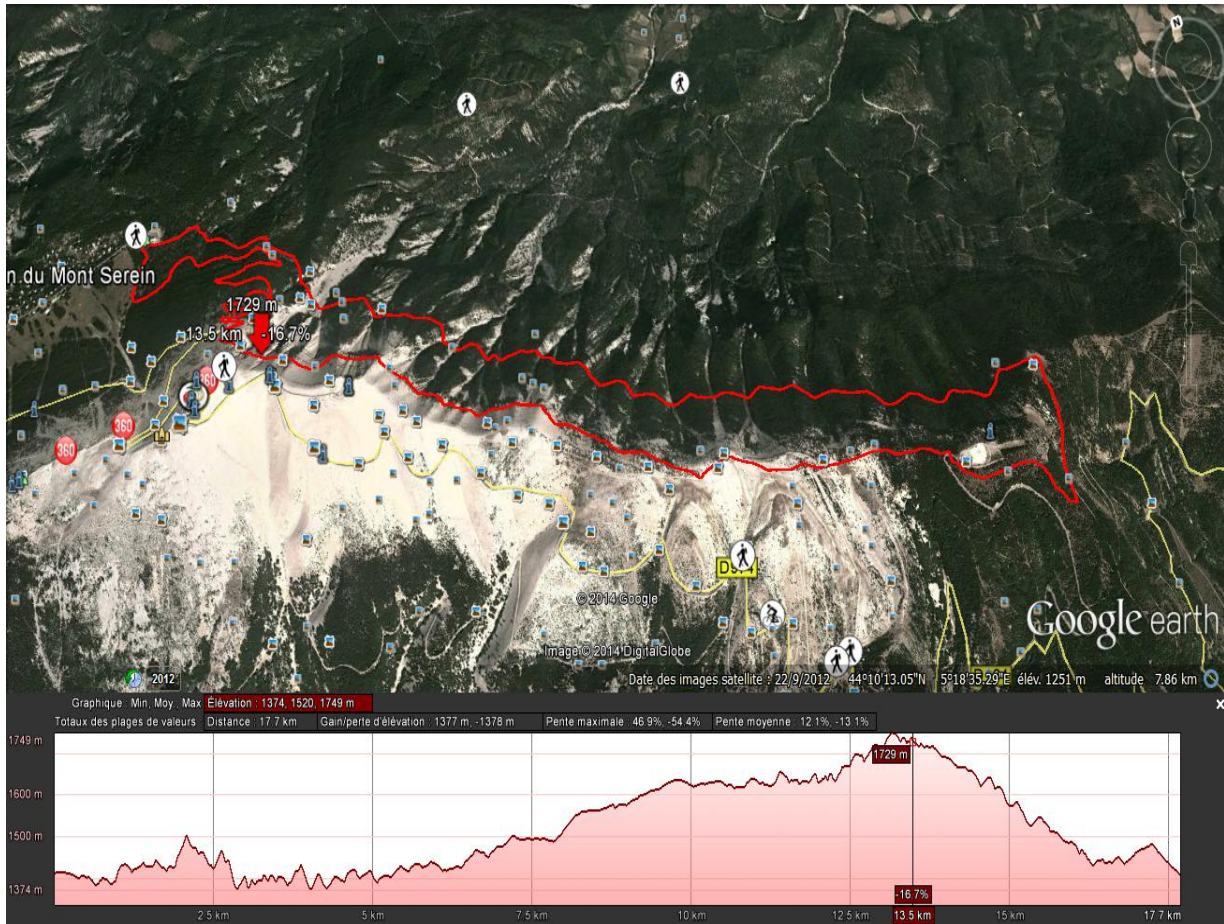 N
n du Mont Serein
1729 m
13.5 km -16.7%
360
360
360
© 2014 Google
Image © 2014 DigitalGlobe
Google earth
2012
Date des images satellite : 22/9/2012 44°10'13.05"N 5°18'35.29"E élév. 1251 m altitude 7.86 km
Graphique : Min, Moy., Max Élévation : 1374, 1520, 1749 m
Totaux des plages de valeurs Distance : 17.7 km Gain/perte d'élévation : 1377 m, -1378 m Pente maximale : 46.9%, -54.4% Pente moyenne : 12.1%, -13.1%
1749 m
1729 m
1600 m
1500 m
1374 m
-16.7%
2.5 km 5 km 7.5 km 10 km 12.5 km 13.5 km 15 km 17.7 km